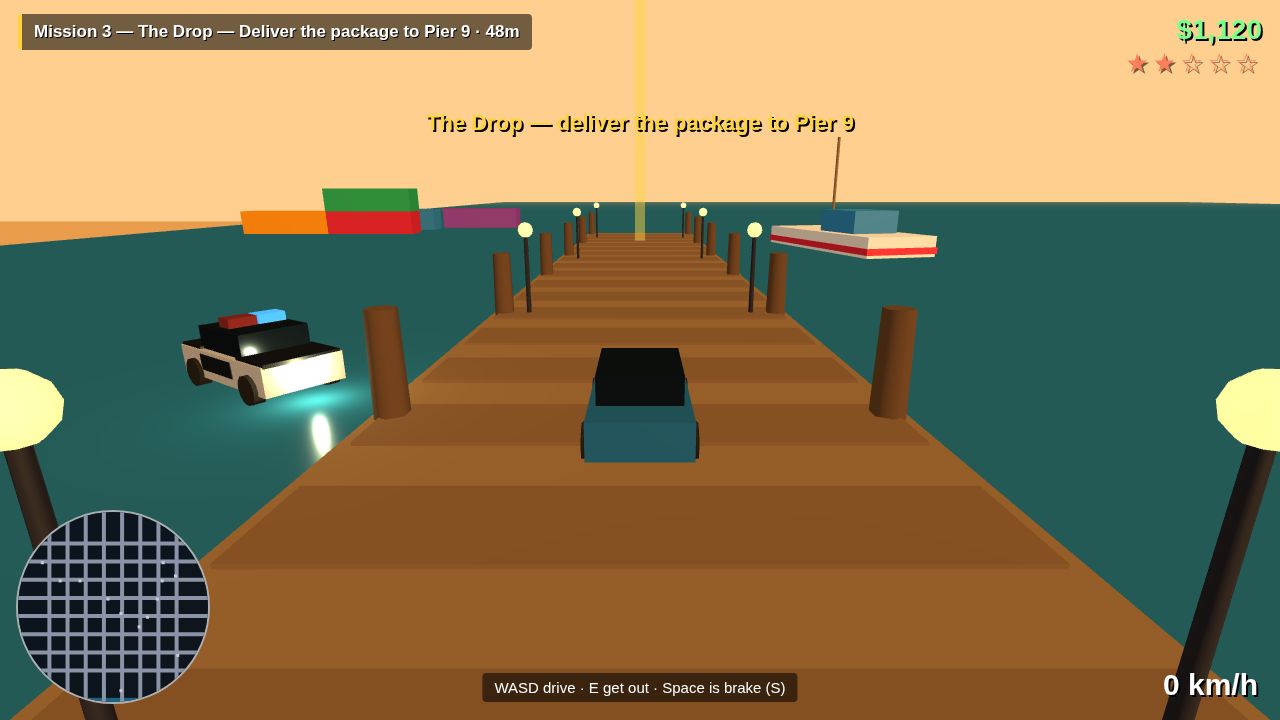 Mission 3 — The Drop — Deliver the package to Pier 9 · 48m
$1,120
★★☆☆☆
The Drop — deliver the package to Pier 9
WASD drive · E get out · Space is brake (S)
0 km/h